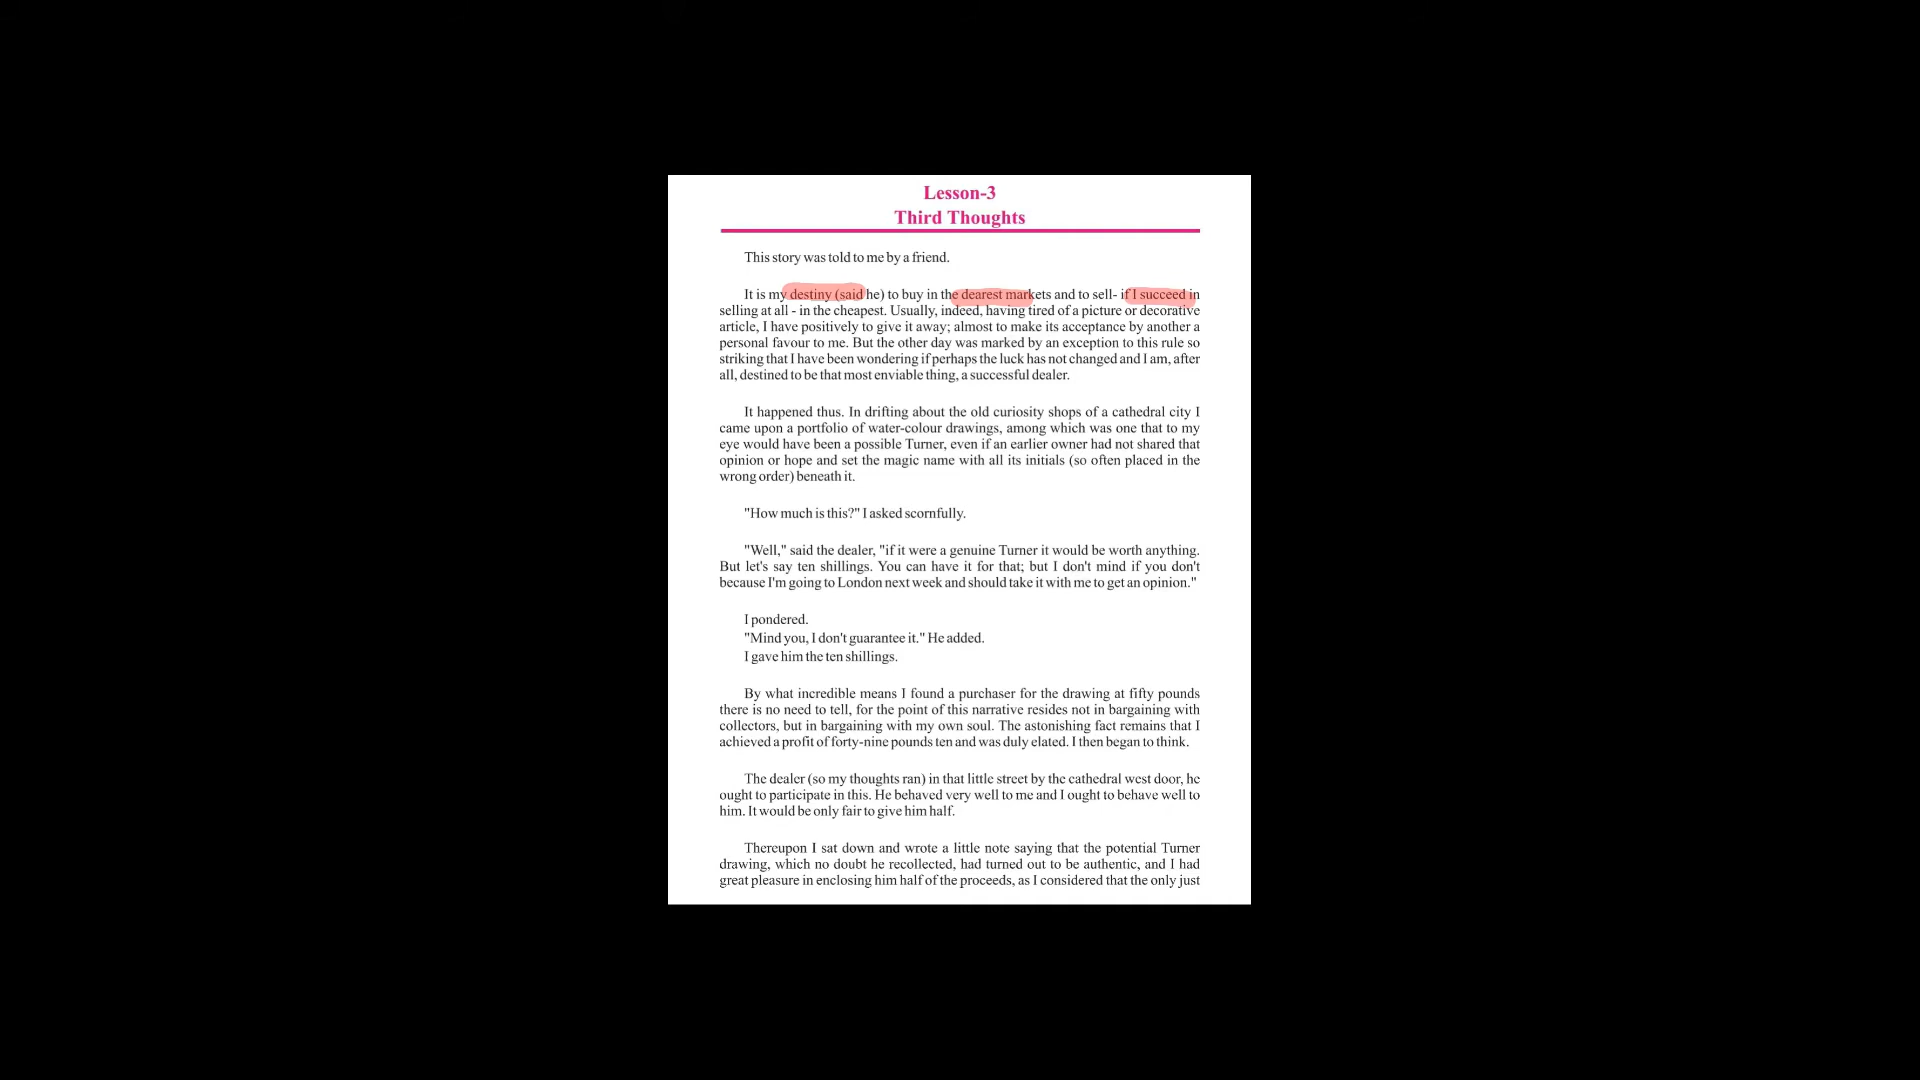 Lesson-3
Third Thoughts
This story was told to me by a friend.
It is my destiny (said he) to buy in the dearest markets and to sell- if I succeed in
selling at all - in the cheapest. Usually, indeed, having tired of a picture or decorative
article, I have positively to give it away; almost to make its acceptance by another a
personal favour to me. But the other day was marked by an exception to this rule so
striking that I have been wondering if perhaps the luck has not changed and I am, after
all, destined to be that most enviable thing, a successful dealer.
It happened thus. In drifting about the old curiosity shops of a cathedral city I
came upon a portfolio of water-colour drawings, among which was one that to my
eye would have been a possible Turner, even if an earlier owner had not shared that
opinion or hope and set the magic name with all its initials (so often placed in the
wrong order) beneath it.
"How much is this?" I asked scornfully.
"Well," said the dealer, "if it were a genuine Turner it would be worth anything.
But let's say ten shillings. You can have it for that; but I don't mind if you don't
because I'm going to London next week and should take it with me to get an opinion."
I pondered.
"Mind you, I don't guarantee it." He added.
I gave him the ten shillings.
By what incredible means I found a purchaser for the drawing at fifty pounds
there is no need to tell, for the point of this narrative resides not in bargaining with
collectors, but in bargaining with my own soul. The astonishing fact remains that I
achieved a profit of forty-nine pounds ten and was duly elated. I then began to think.
The dealer (so my thoughts ran) in that little street by the cathedral west door, he
ought to participate in this. He behaved very well to me and I ought to behave well to
him. It would be only fair to give him half.
Thereupon I sat down and wrote a little note saying that the potential Turner
drawing, which no doubt he recollected, had turned out to be authentic, and I had
great pleasure in enclosing him half of the proceeds, as I considered that the only just